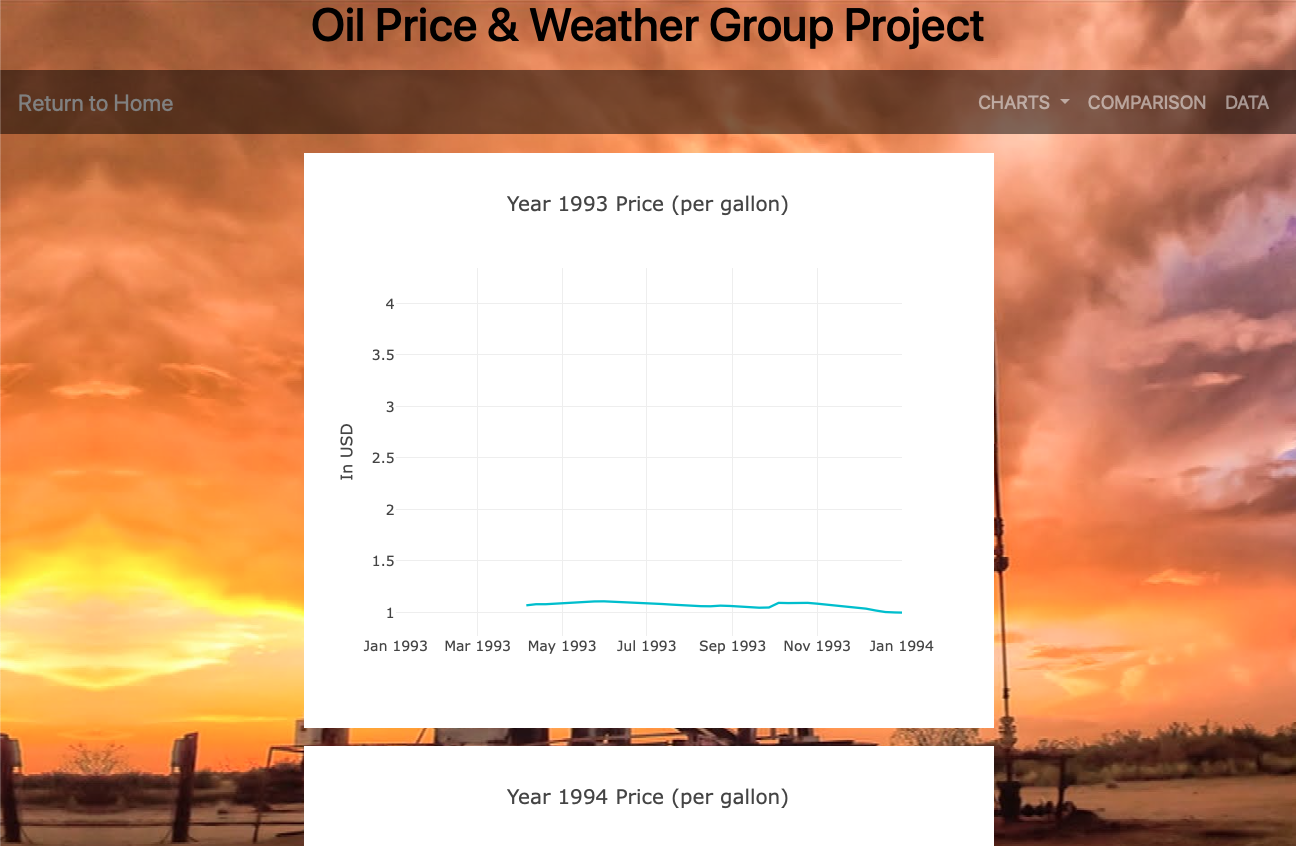 Oil Price & Weather Group Project
Return to Home CHARTS COMPARISON DATA
Year 1993 Price (per gallon)
4
3.5
3
2.5
2
1.5
1
In USD
Jan 1993 Mar 1993 May 1993 Jul 1993 Sep 1993 Nov 1993 Jan 1994
Year 1994 Price (per gallon)